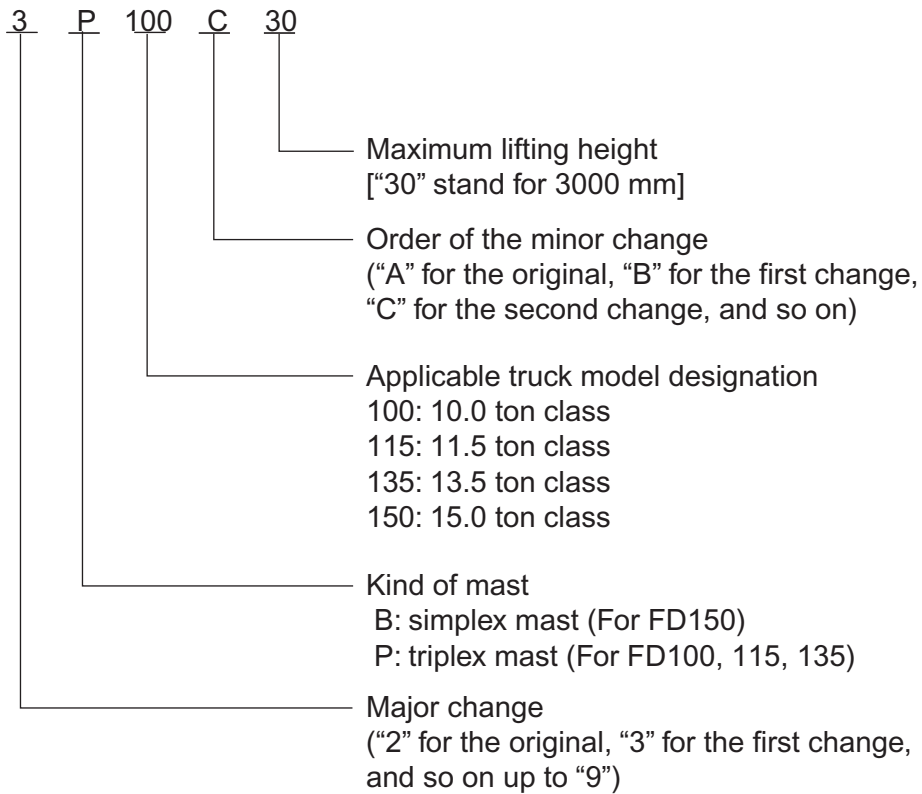 3 P 100 C 30
Maximum lifting height
[“30” stand for 3000 mm]
Order of the minor change
(“A” for the original, “B” for the first change,
“C” for the second change, and so on)
Applicable truck model designation
100: 10.0 ton class
115: 11.5 ton class
135: 13.5 ton class
150: 15.0 ton class
Kind of mast
B: simplex mast (For FD150)
P: triplex mast (For FD100, 115, 135)
Major change
(“2” for the original, “3” for the first change,
and so on up to “9”)